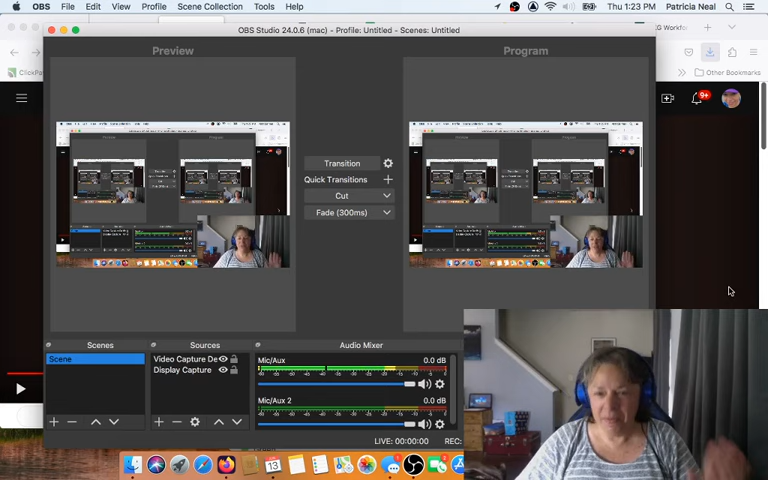 OBS File Edit View Profile Scene Collection Tools Help Thu 1:23 PM Patricia Neal
OBS Studio 24.0.6 (mac) - Profile: Untitled - Scenes: Untitled
Preview
Program
ClickPa
Other Bookmarks
9+
Transition
Quick Transitions
Cut
Fade (300ms)
Scenes
Sources
Audio Mixer
Scene
Video Capture De
Display Capture
Mic/Aux 0.0 dB
Mic/Aux 2 0.0 dB
LIVE: 00:00:00 REC:
13